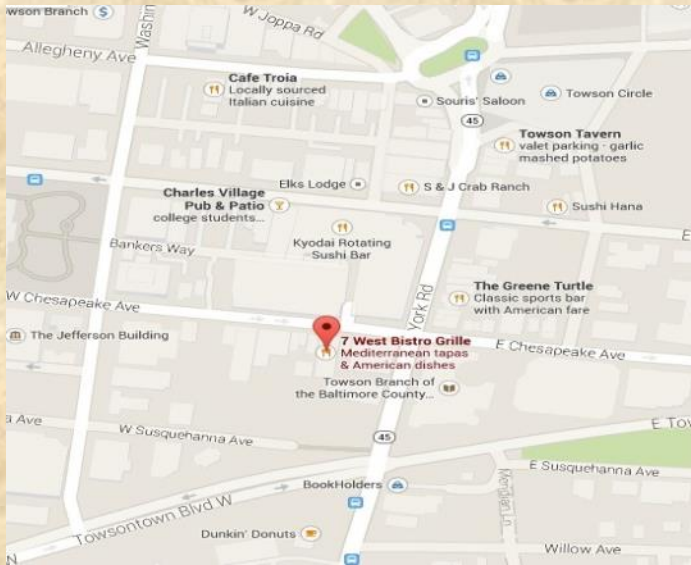 owson Branch
W Joppa Rd
Washin
Allegheny Ave
Cafe Troia
Locally sourced
Italian cuisine
Souris' Saloon
Towson Circle
45
Towson Tavern
valet parking · garlic
mashed potatoes
Elks Lodge
S & J Crab Ranch
Charles Village
Pub & Patio
college students...
Sushi Hana
Kyodai Rotating
Sushi Bar
E
Bankers Way
The Greene Turtle
Classic sports bar
with American fare
W Chesapeake Ave
York Rd
The Jefferson Building
7 West Bistro Grille
Mediterranean tapas
& American dishes
E Chesapeake Ave
Towson Branch of
the Baltimore County...
a Ave
W Susquehanna Ave
45
E To
E Susquehanna Ave
BookHolders
Meridian Ln
Towsontown Blvd W
Dunkin' Donuts
Willow Ave
N